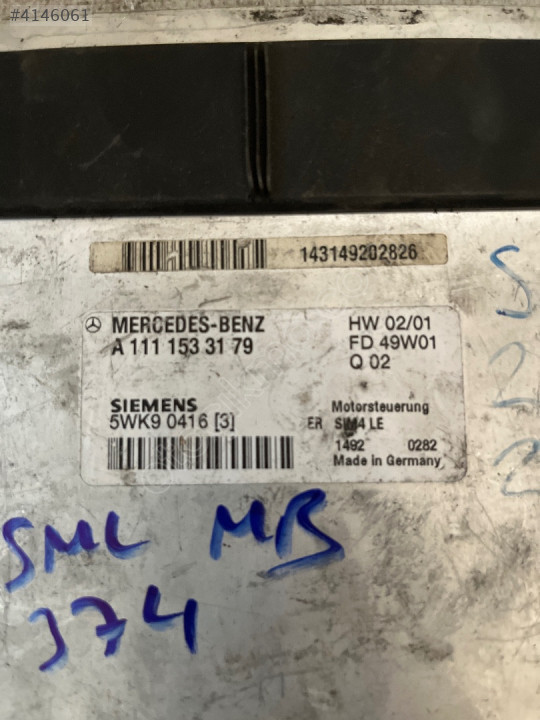 #4146061
143149202826
MERCEDES-BENZ
A 111 153 31 79
HW 02/01
FD 49W01
Q 02
SIEMENS
5WK9 0416 [3]
Motorsteuerung
ER SIM4 LE
1492 0282
Made in Germany
SML MB
374